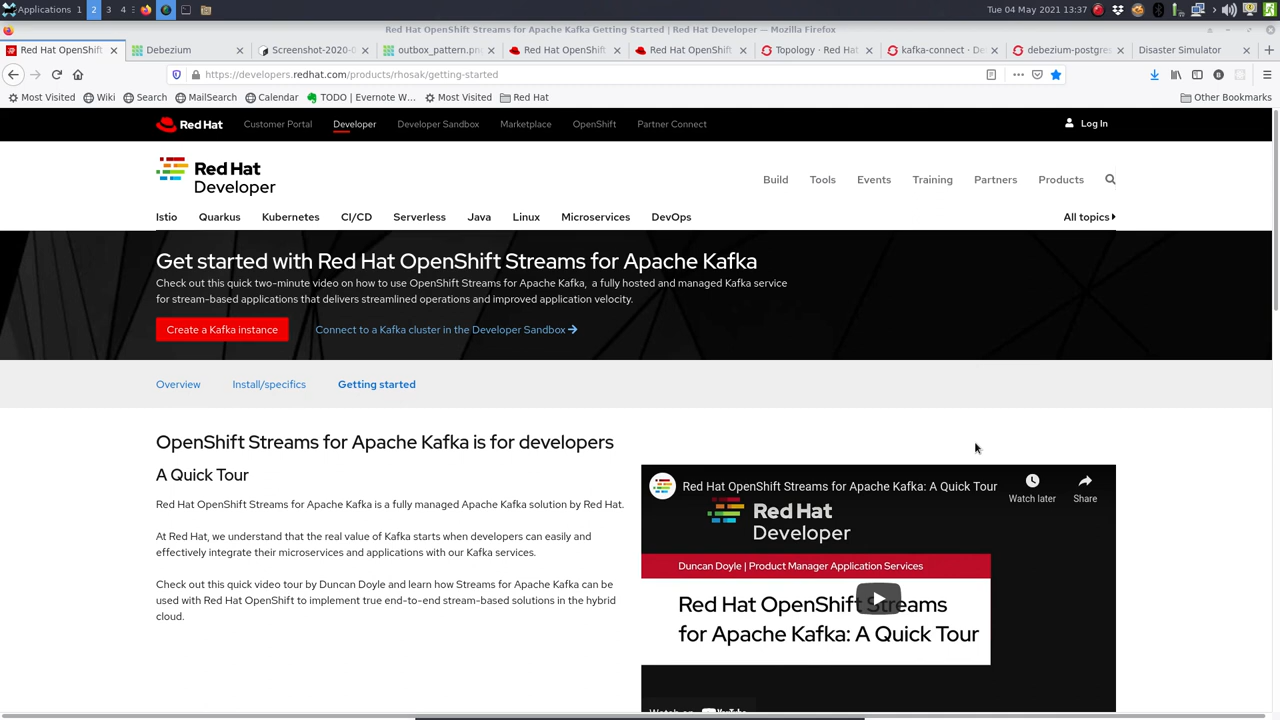 Applications 1 2 3 4
Tue 04 May 2021 13:37
Red Hat OpenShift Streams for Apache Kafka Getting Started | Red Hat Developer — Mozilla Firefox
Red Hat OpenShift
Debezium
Screenshot-2020-
outbox_pattern.pn
Red Hat OpenShift
Red Hat OpenShift
Topology · Red Hat
kafka-connect · De
debezium-postgres
Disaster Simulator
https://developers.redhat.com/products/rhosak/getting-started
Most Visited
Wiki
Search
MailSearch
Calendar
TODO | Evernote W...
Most Visited
Red Hat
Other Bookmarks
Red Hat
Customer Portal
Developer
Developer Sandbox
Marketplace
OpenShift
Partner Connect
Log In
Red Hat
Developer
Build
Tools
Events
Training
Partners
Products
Istio
Quarkus
Kubernetes
CI/CD
Serverless
Java
Linux
Microservices
DevOps
All topics
Get started with Red Hat OpenShift Streams for Apache Kafka
Check out this quick two-minute video on how to use OpenShift Streams for Apache Kafka, a fully hosted and managed Kafka service
for stream-based applications that delivers streamlined operations and improved application velocity.
Create a Kafka instance
Connect to a Kafka cluster in the Developer Sandbox
Overview
Install/specifics
Getting started
OpenShift Streams for Apache Kafka is for developers
A Quick Tour
Red Hat OpenShift Streams for Apache Kafka is a fully managed Apache Kafka solution by Red Hat.
At Red Hat, we understand that the real value of Kafka starts when developers can easily and
effectively integrate their microservices and applications with our Kafka services.
Check out this quick video tour by Duncan Doyle and learn how Streams for Apache Kafka can be
used with Red Hat OpenShift to implement true end-to-end stream-based solutions in the hybrid
cloud.
Red Hat OpenShift Streams for Apache Kafka: A Quick Tour
Watch later
Share
Red Hat
Developer
Duncan Doyle | Product Manager Application Services
Red Hat OpenShift Streams
for Apache Kafka: A Quick Tour
Watch on YouTube